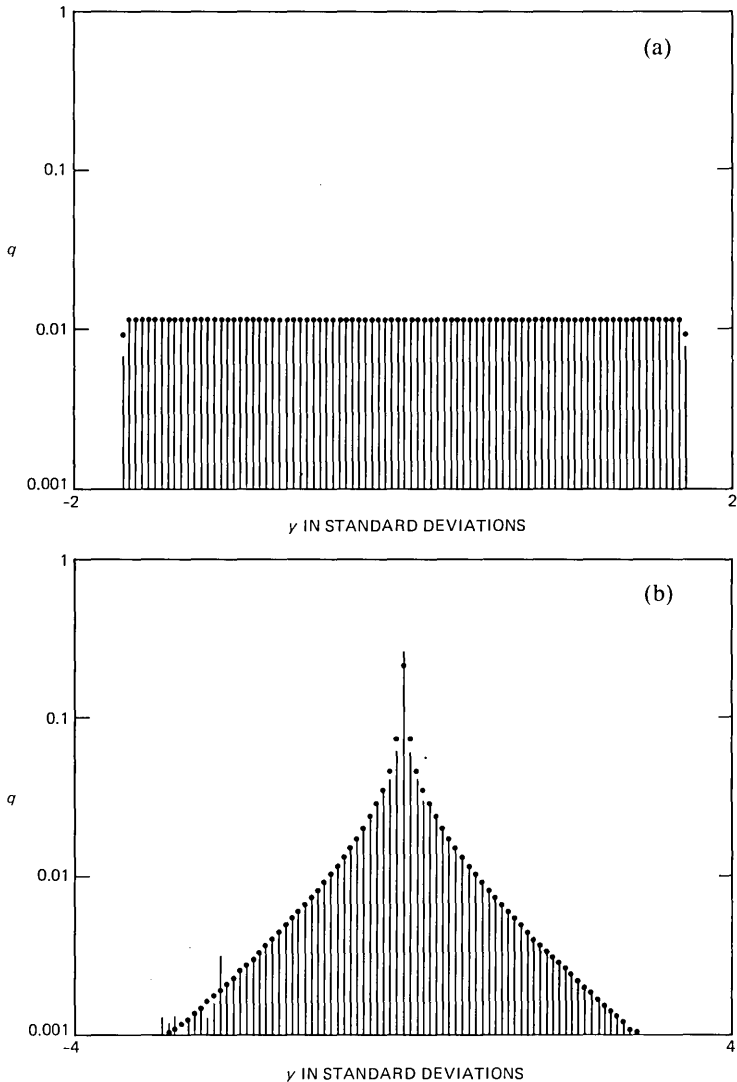 1
(a)
0.1
q
0.01
0.001
-2
2
y IN STANDARD DEVIATIONS
1
(b)
0.1
q
0.01
0.001
-4
4
y IN STANDARD DEVIATIONS